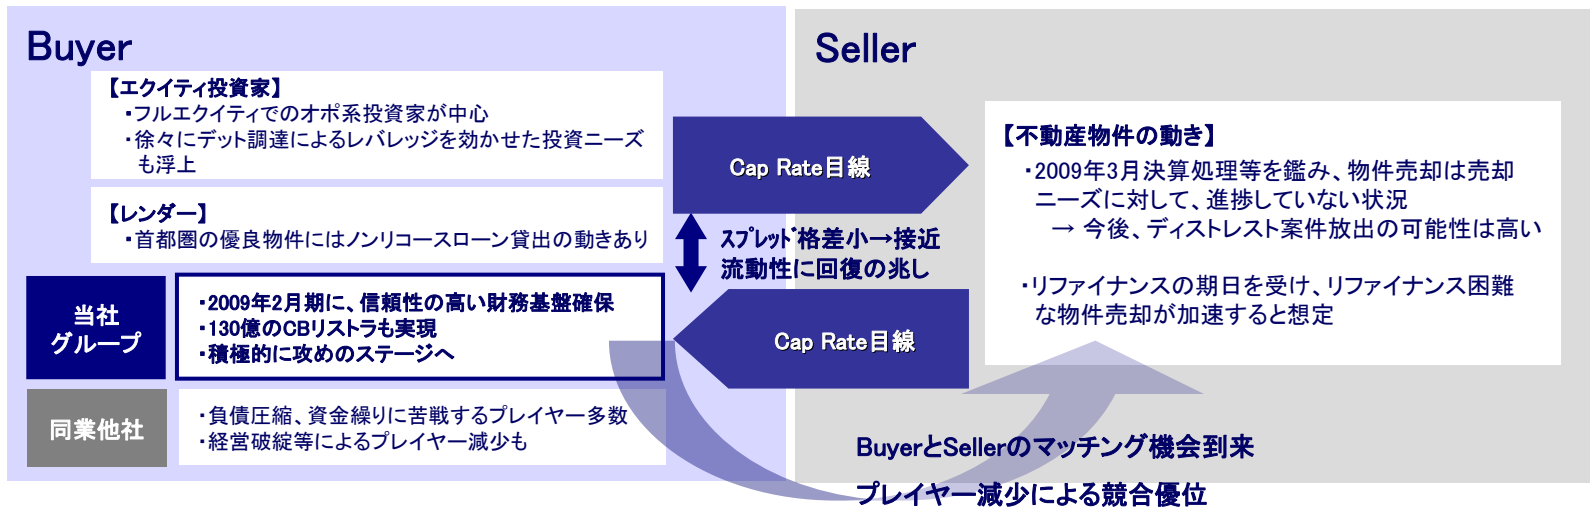 Buyer
【エクイティ投資家】
・フルエクイティでのオポ系投資家が中心
・徐々にデット調達によるレバレッジを効かせた投資ニーズ
も浮上
【レンダー】
・首都圏の優良物件にはノンリコースローン貸出の動きあり
当社
グループ
・2009年2月期に、信頼性の高い財務基盤確保
・130億のCBリストラも実現
・積極的に攻めのステージへ
同業他社
・負債圧縮、資金繰りに苦戦するプレイヤー多数
・経営破綻等によるプレイヤー減少も
Cap Rate目線
ｽﾌﾟﾚｯﾄﾞ格差小→接近
流動性に回復の兆し
Cap Rate目線
Seller
【不動産物件の動き】
・2009年3月決算処理等を鑑み、物件売却は売却
ニーズに対して、進捗していない状況
→ 今後、ディストレスト案件放出の可能性は高い
・リファイナンスの期日を受け、リファイナンス困難
な物件売却が加速すると想定
BuyerとSellerのマッチング機会到来
プレイヤー減少による競合優位